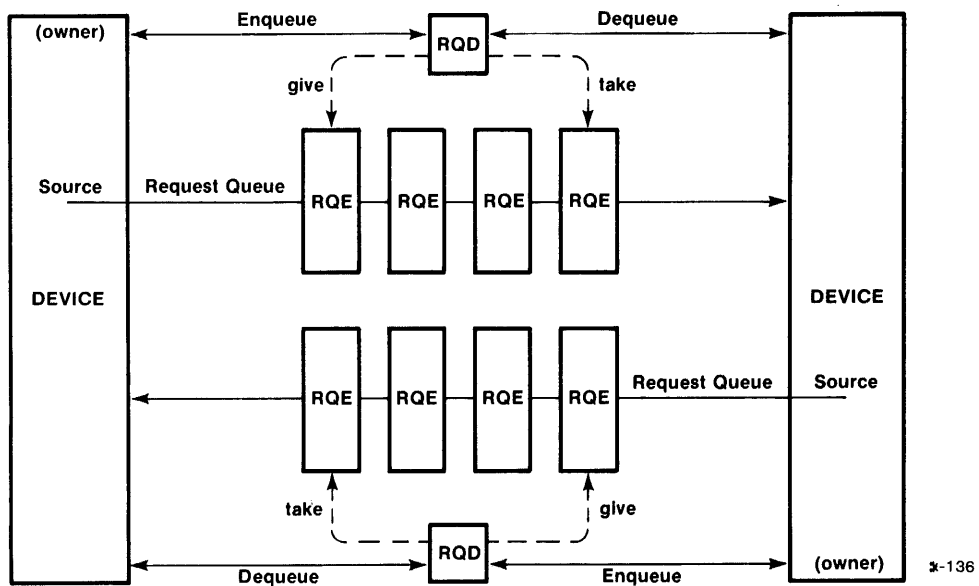 (owner)
Enqueue
RQD
Dequeue
give
take
Source
Request Queue
RQE
RQE
RQE
RQE
DEVICE
DEVICE
RQE
RQE
RQE
RQE
Request Queue
Source
take
give
RQD
Dequeue
Enqueue
(owner)
-136